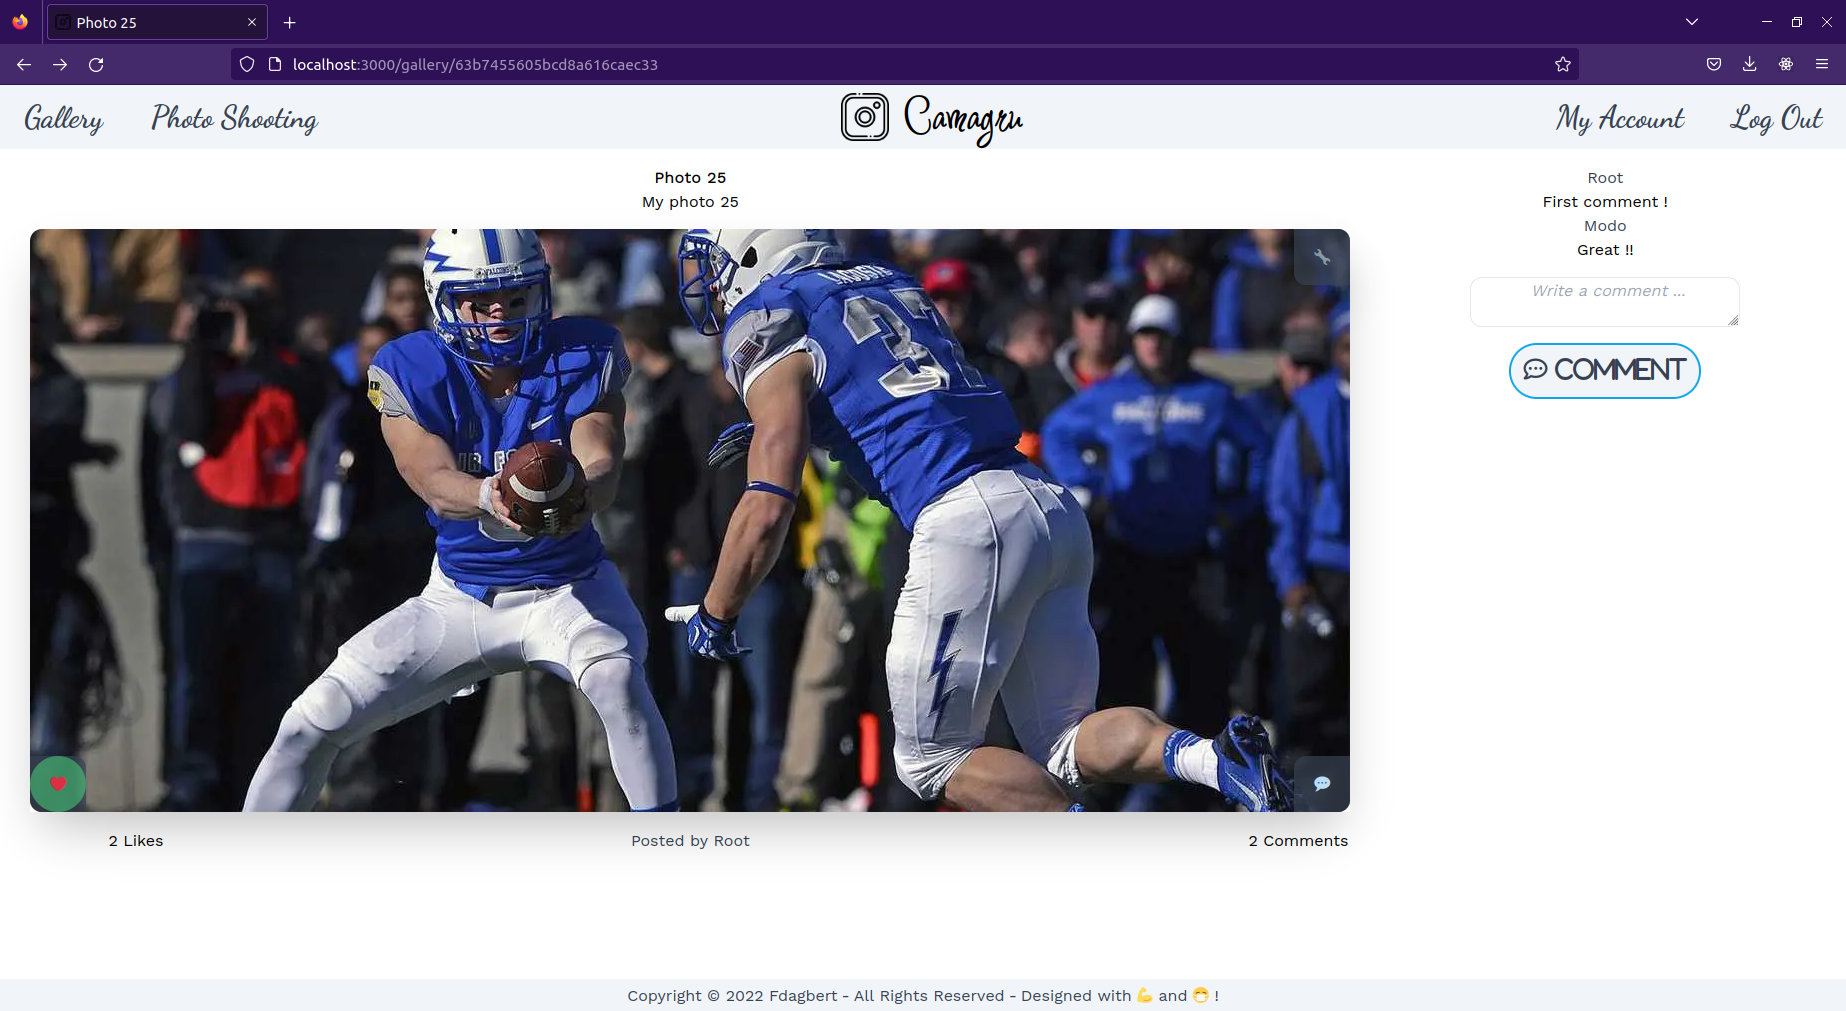 Photo 25
localhost:3000/gallery/63b7455605bcd8a616caec33
Gallery
Photo Shooting
Camagru
My Account
Log Out
Photo 25
My photo 25
37
2 Likes
Posted by Root
2 Comments
Root
First comment !
Modo
Great !!
Write a comment ...
COMMENT
Copyright © 2022 Fdagbert - All Rights Reserved - Designed with 💪 and 😷 !